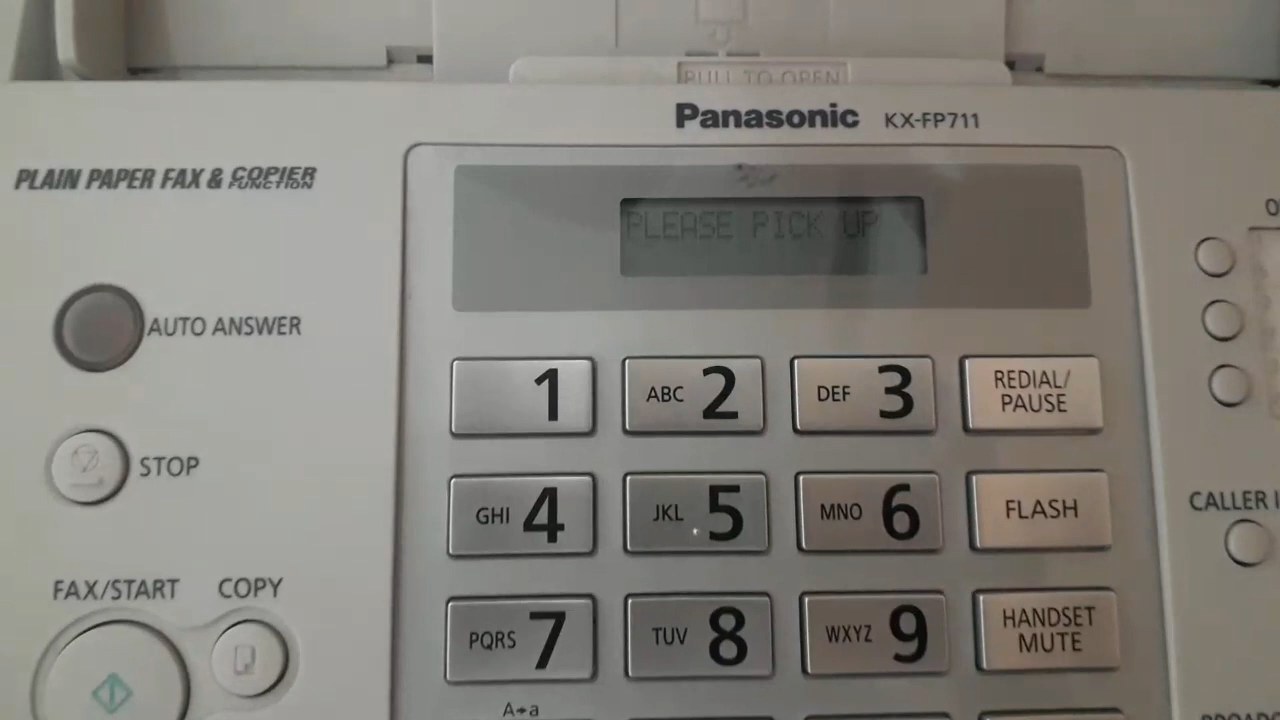 PULL TO OPEN
Panasonic KX-FP711
PLAIN PAPER FAX & COPIER FUNCTION
PLEASE PICK UP
AUTO ANSWER
1
ABC 2
DEF 3
REDIAL/
PAUSE
STOP
GHI 4
JKL 5
MNO 6
FLASH
CALLER I
FAX/START
COPY
PQRS 7
TUV 8
WXYZ 9
HANDSET
MUTE
A→a